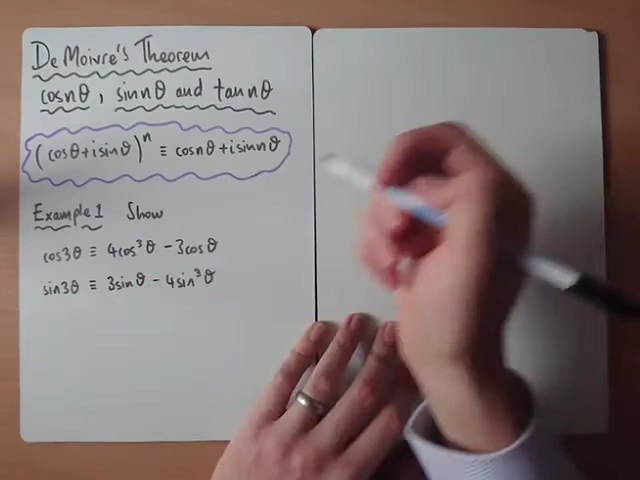 De Moivre's Theorem
cosnθ, sinnθ and tannθ
(cosθ+isinθ)ⁿ ≡ cosnθ+isinnθ
Example 1 Show
cos3θ ≡ 4cos³θ - 3cosθ
sin3θ ≡ 3sinθ - 4sin³θ